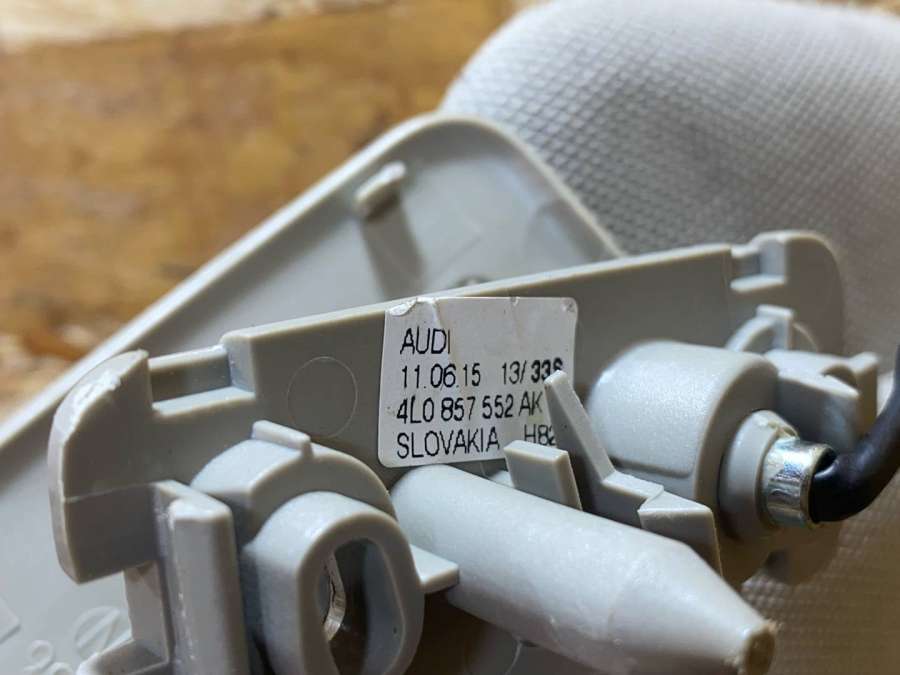 AUDI
11.06.15 13/
4L0 857 552 AK
SLOVAKIA